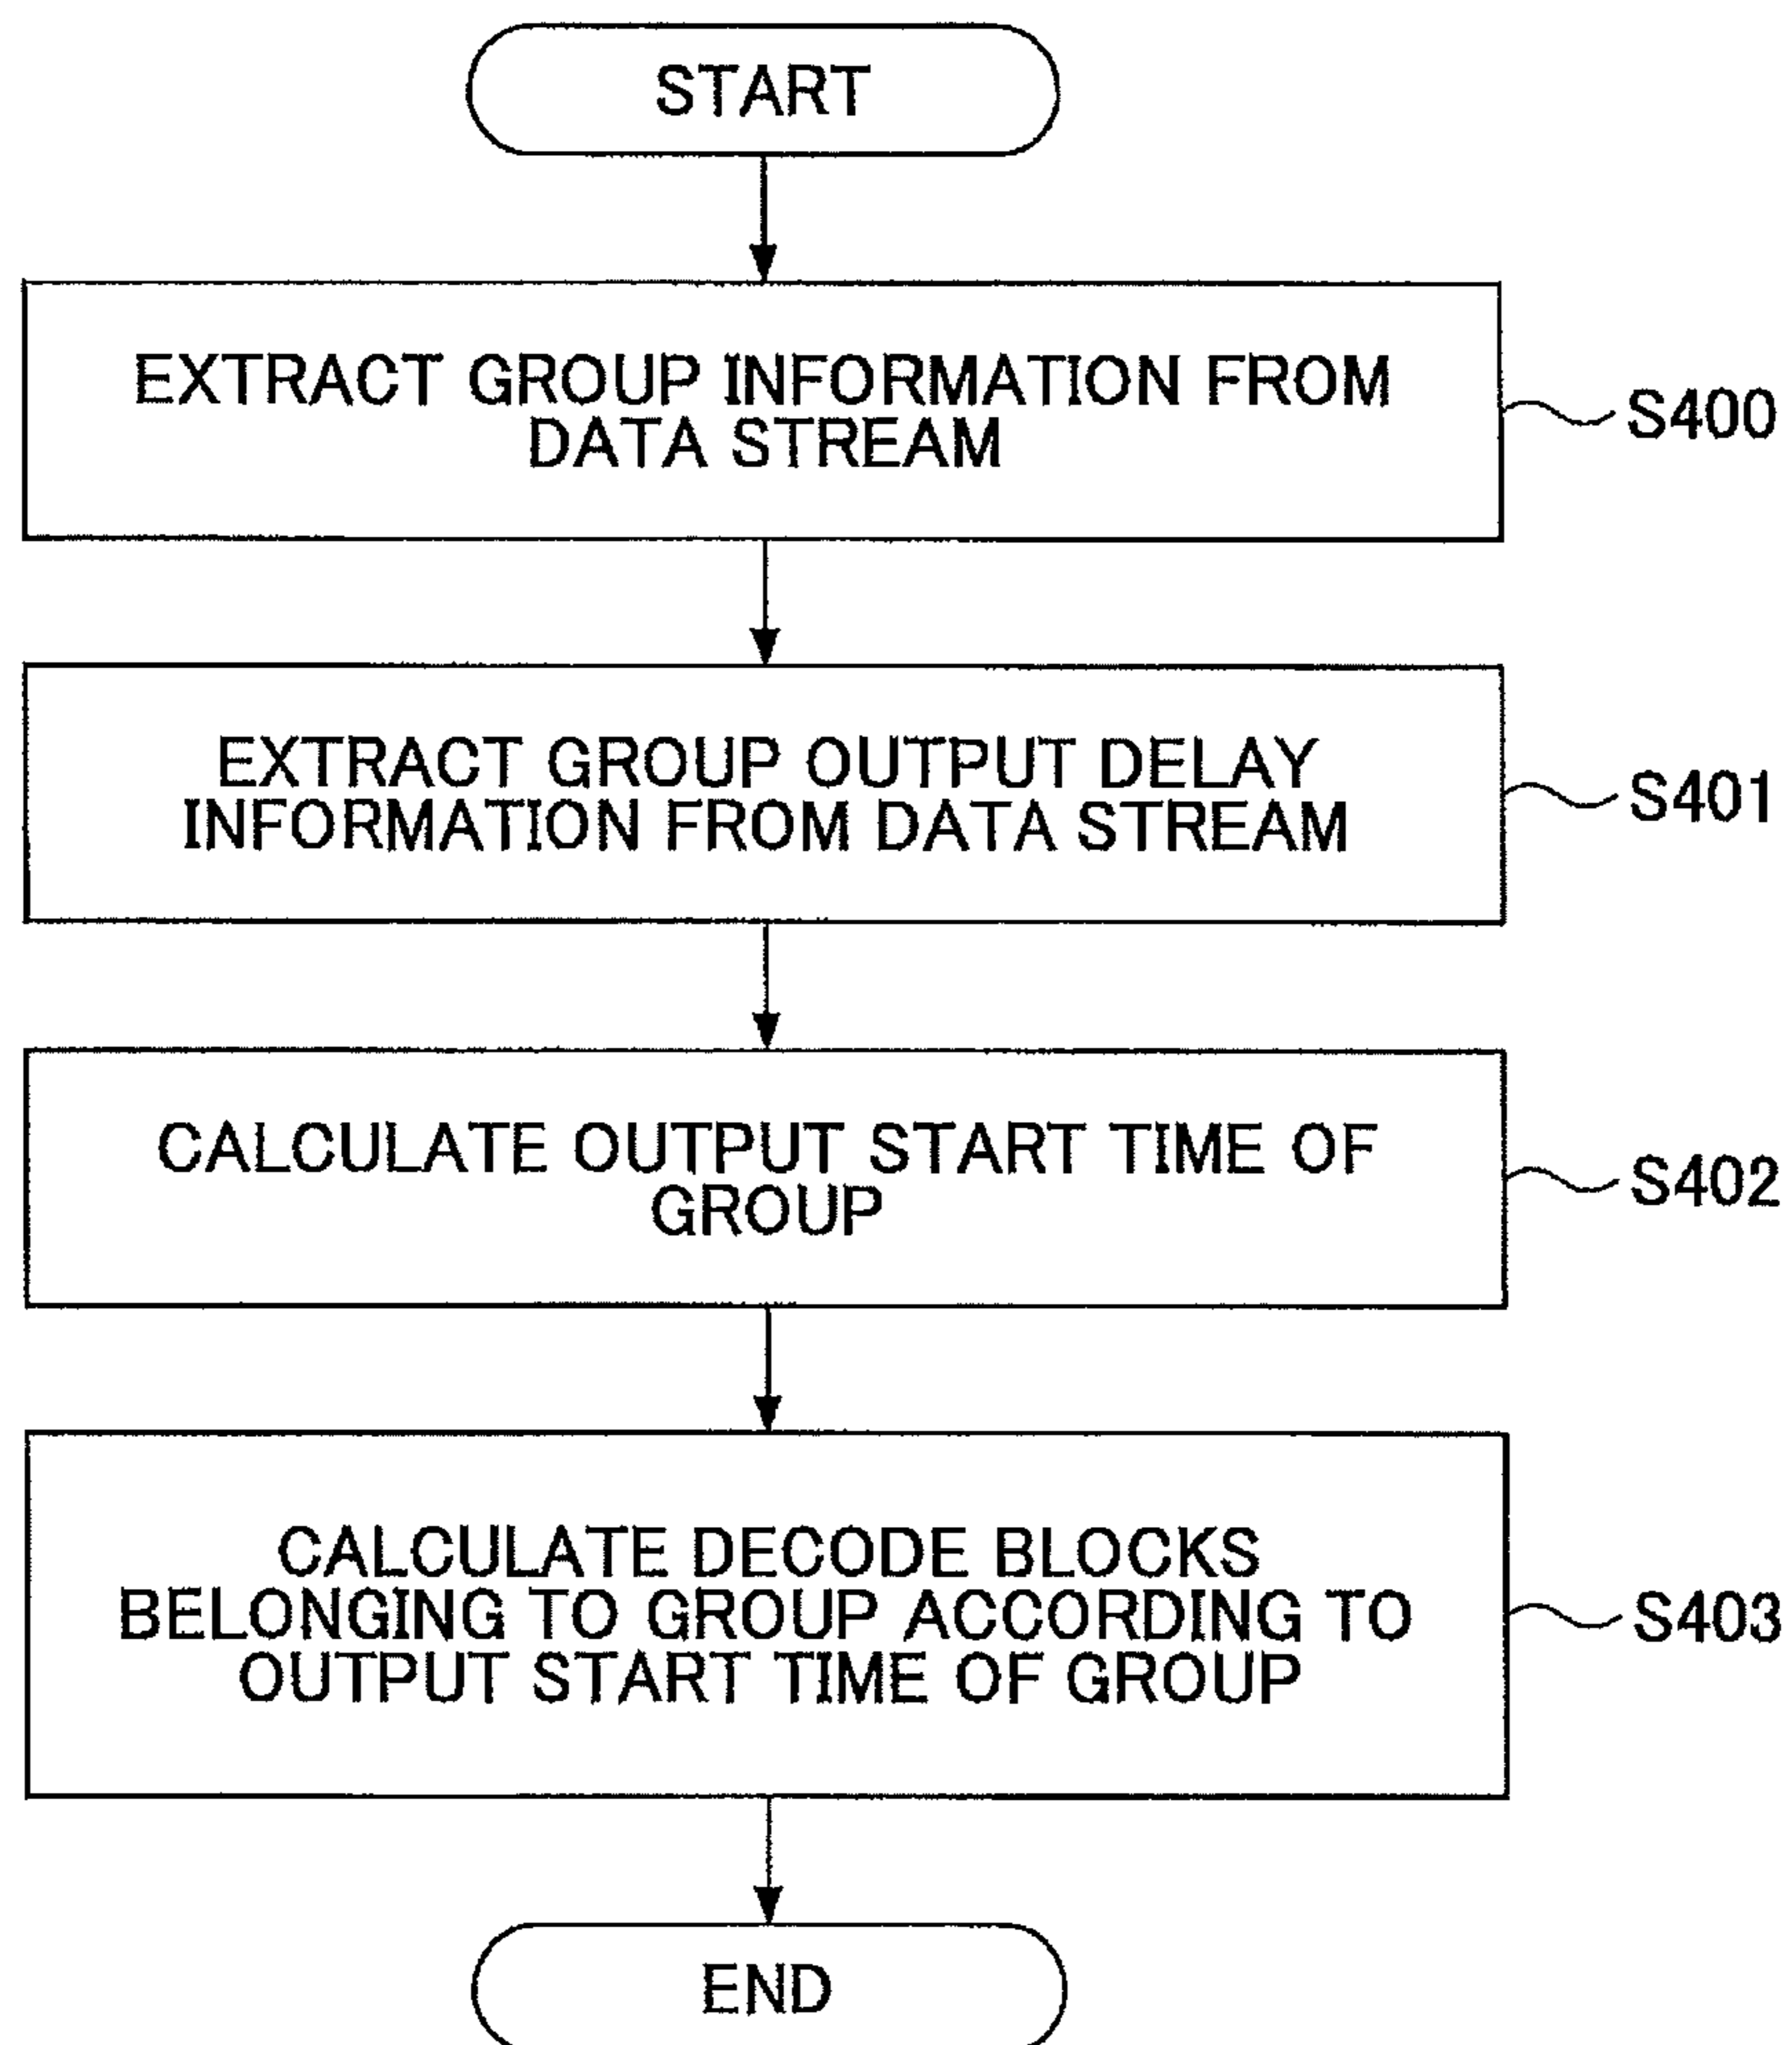 START
EXTRACT GROUP INFORMATION FROM
DATA STREAM
S400
EXTRACT GROUP OUTPUT DELAY
INFORMATION FROM DATA STREAM
S401
CALCULATE OUTPUT START TIME OF
GROUP
S402
CALCULATE DECODE BLOCKS
BELONGING TO GROUP ACCORDING TO
OUTPUT START TIME OF GROUP
S403
END